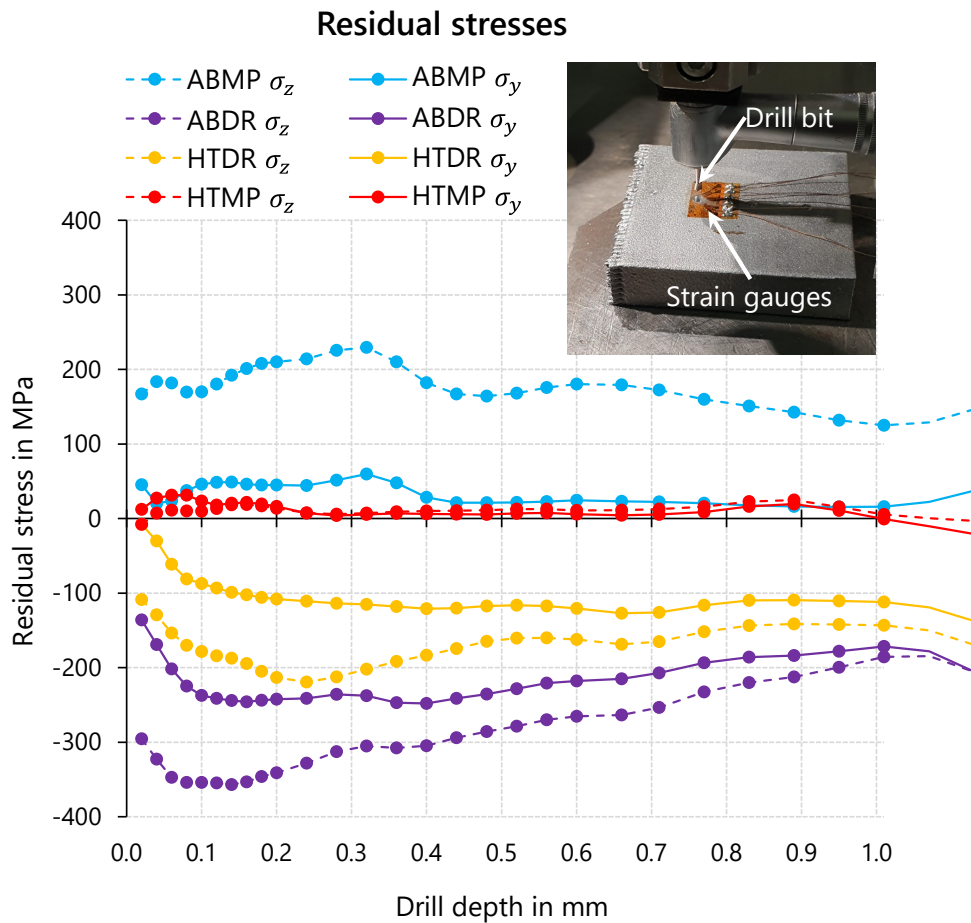 Residual stresses
ABMP σz ABMP σy
ABDR σz ABDR σy
HTDR σz HTDR σy
HTMP σz HTMP σy
Drill bit
Strain gauges
400
300
200
100
0
-100
-200
-300
-400
Residual stress in MPa
0.0 0.1 0.2 0.3 0.4 0.5 0.6 0.7 0.8 0.9 1.0
Drill depth in mm